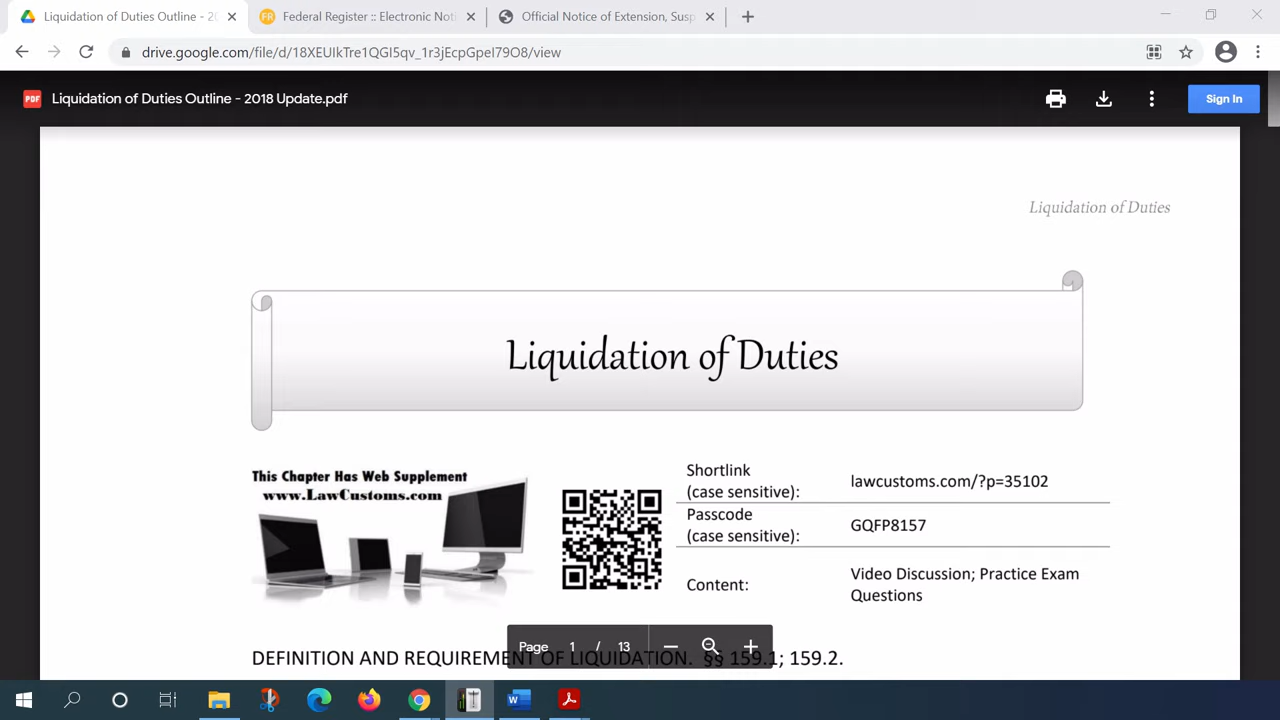 Liquidation of Duties Outline - 20
Federal Register :: Electronic Not
Official Notice of Extension, Susp
drive.google.com/file/d/18XEUIkTre1QGI5qv_1r3jEcpGpeI79O8/view
PDF
Liquidation of Duties Outline - 2018 Update.pdf
Sign In
Liquidation of Duties
Liquidation of Duties
This Chapter Has Web Supplement
www.LawCustoms.com
Shortlink
(case sensitive):
lawcustoms.com/?p=35102
Passcode
(case sensitive):
GQFP8157
Content:
Video Discussion; Practice Exam
Questions
Page 1 / 13
DEFINITION AND REQUIREMENT OF LIQUIDATION. §§ 159.1; 159.2.